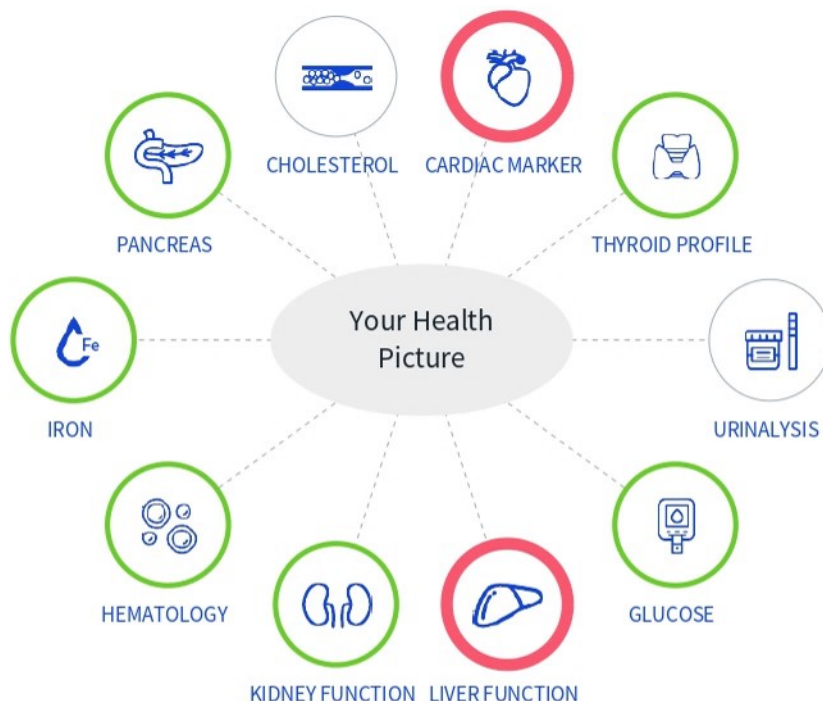 CHOLESTEROL
CARDIAC MARKER
PANCREAS
THYROID PROFILE
Your Health
Picture
Fe
IRON
URINALYSIS
HEMATOLOGY
GLUCOSE
KIDNEY FUNCTION
LIVER FUNCTION